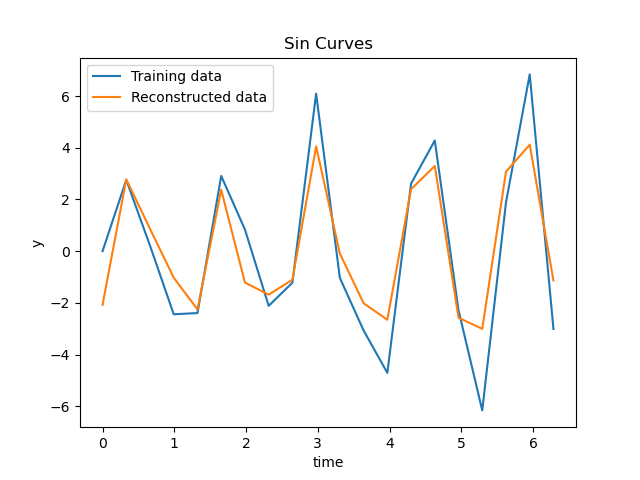 Sin Curves
Training data
Reconstructed data
6
4
2
0
−2
−4
−6
y
0 1 2 3 4 5 6
time